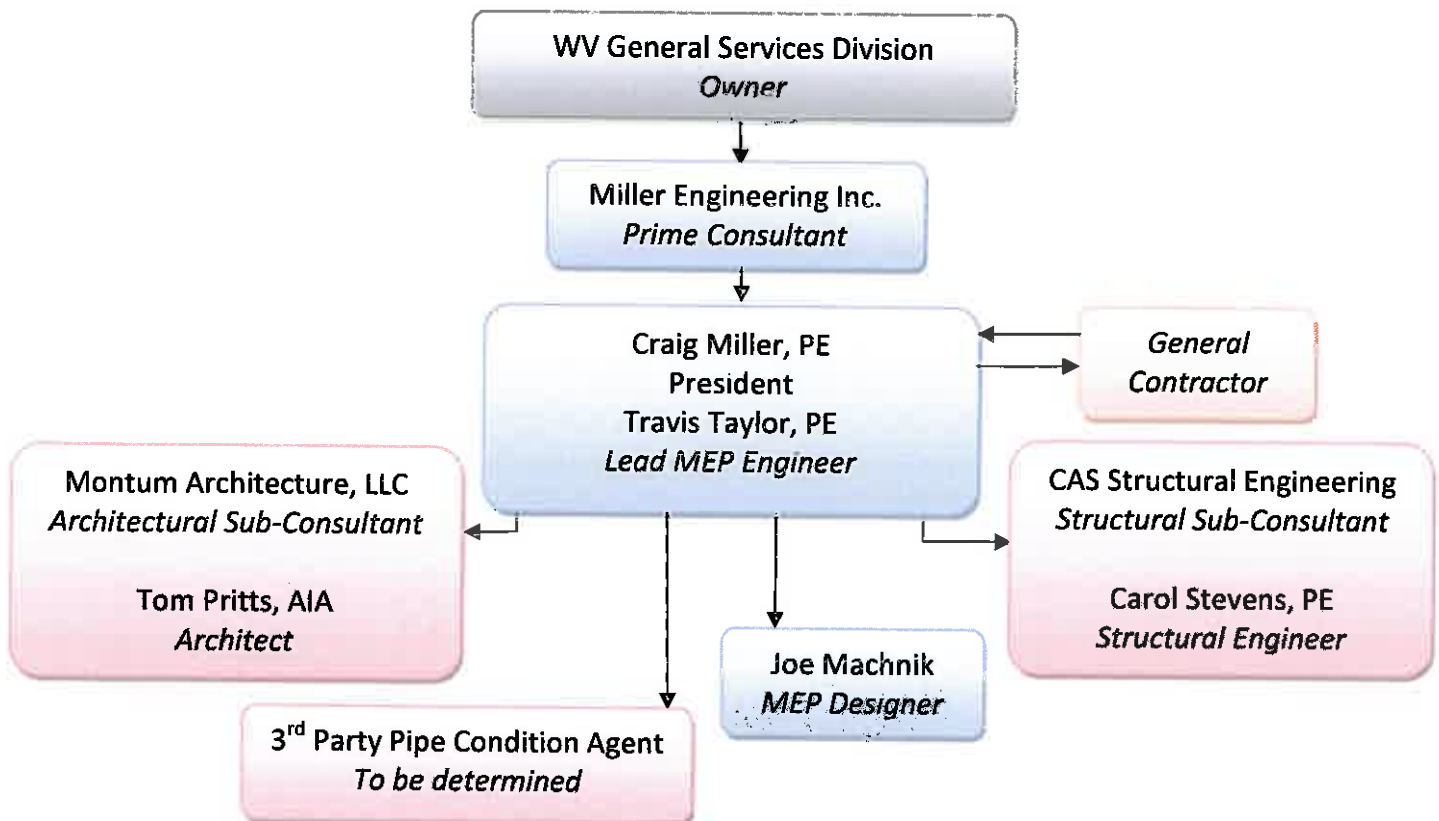 WV General Services Division
Owner
Miller Engineering Inc.
Prime Consultant
Craig Miller, PE
President
Travis Taylor, PE
Lead MEP Engineer
General
Contractor
Montum Architecture, LLC
Architectural Sub-Consultant
Tom Pritts, AIA
Architect
CAS Structural Engineering
Structural Sub-Consultant
Carol Stevens, PE
Structural Engineer
Joe Machnik
MEP Designer
3rd Party Pipe Condition Agent
To be determined